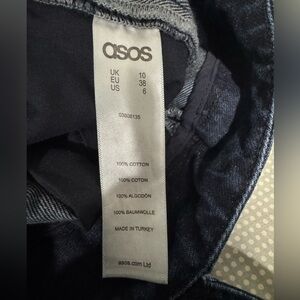 asos
UK 10
EU 38
US 6
100% COTTON
100% COTON
100% ALGODÓN
100% BAUMWOLLE
MADE IN TURKEY
asos.com Ltd